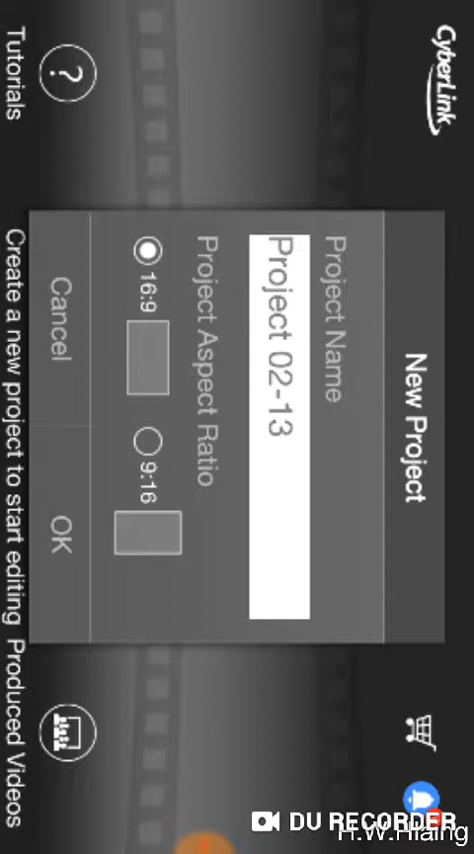 CyberLink
New Project
Project Name
Project 02-13
Project Aspect Ratio
16:9
9:16
Cancel
OK
?
Tutorials
Create a new project to start editing
Produced Videos
DU RECORDER
H.W.Hlaing